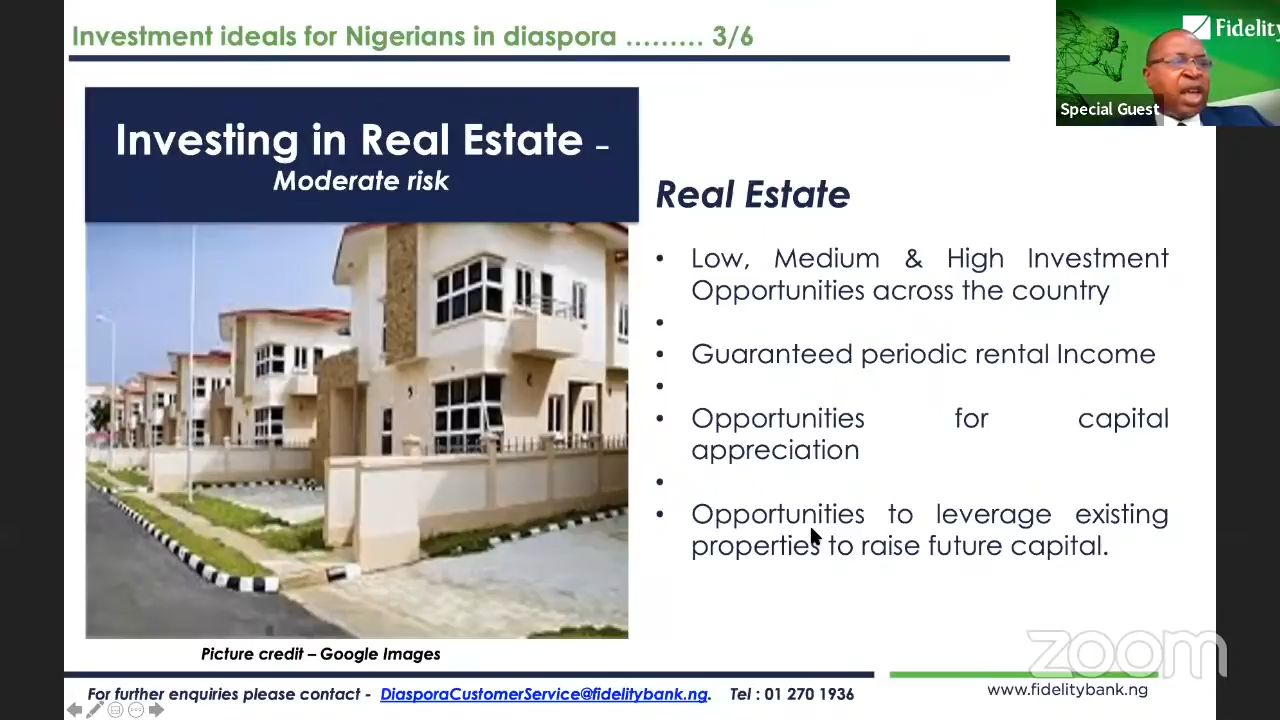 Investment ideals for Nigerians in diaspora ……… 3/6
Fidelity
Special Guest
Investing in Real Estate –
Moderate risk
Real Estate
• Low, Medium & High Investment
Opportunities across the country
•
• Guaranteed periodic rental Income
•
• Opportunities for capital
appreciation
•
• Opportunities to leverage existing
properties to raise future capital.
Picture credit – Google Images
zoom
For further enquiries please contact - DiasporaCustomerService@fidelitybank.ng. Tel : 01 270 1936
www.fidelitybank.ng